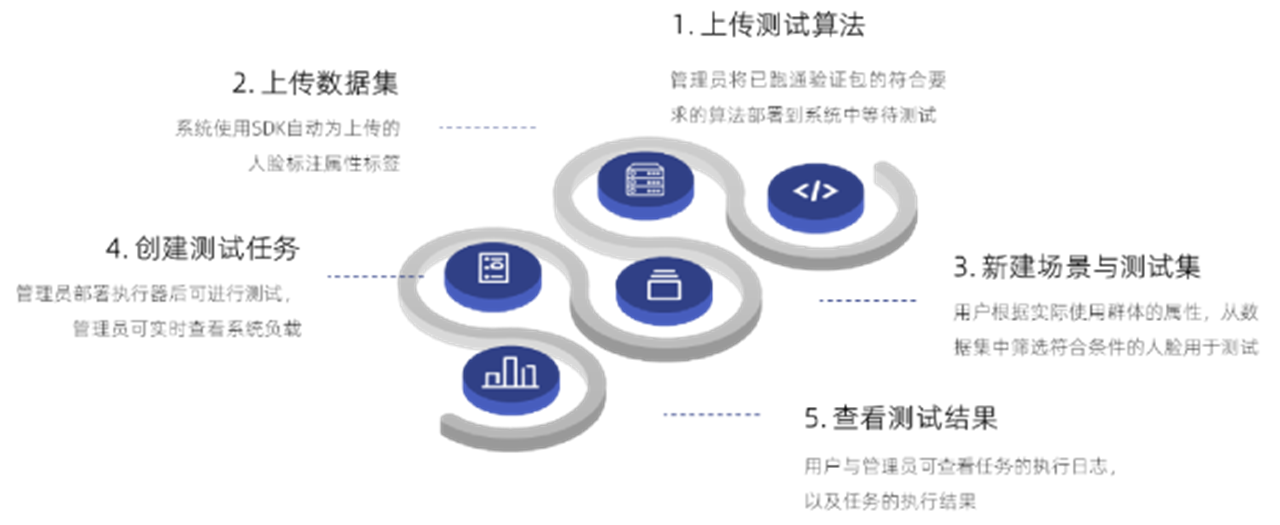 1. 上传测试算法
管理员将已跑通验证包的符合要
求的算法部署到系统中等待测试
2. 上传数据集
系统使用SDK自动为上传的
人脸标注属性标签
3. 新建场景与测试集
用户根据实际使用群体的属性，从数
据集中筛选符合条件的人脸用于测试
4. 创建测试任务
管理员部署执行器后可进行测试，
管理员可实时查看系统负载
5. 查看测试结果
用户与管理员可查看任务的执行日志，
以及任务的执行结果